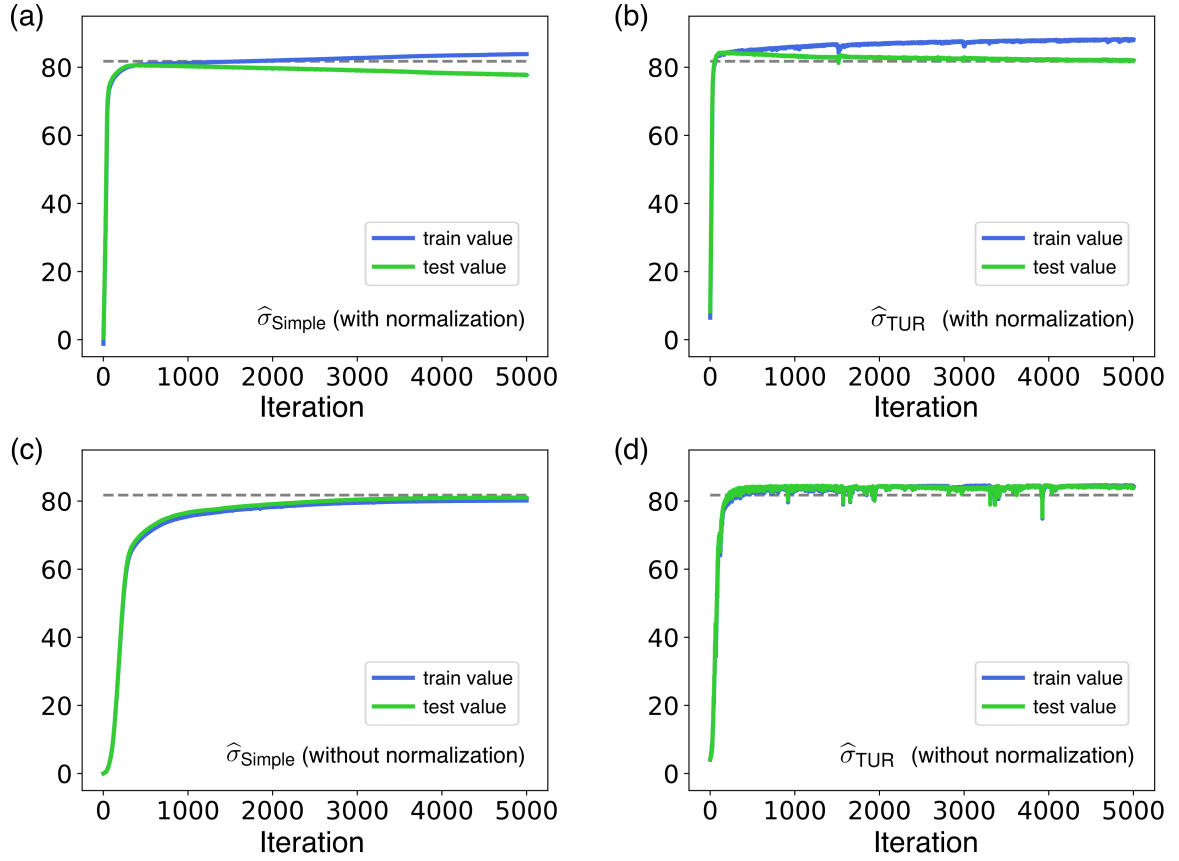 (a)
80
60
40
20
0
train value
test value
σ̂Simple (with normalization)
0 1000 2000 3000 4000 5000
Iteration
(b)
80
60
40
20
0
train value
test value
σ̂TUR (with normalization)
0 1000 2000 3000 4000 5000
Iteration
(c)
80
60
40
20
0
train value
test value
σ̂Simple (without normalization)
0 1000 2000 3000 4000 5000
Iteration
(d)
80
60
40
20
0
train value
test value
σ̂TUR (without normalization)
0 1000 2000 3000 4000 5000
Iteration